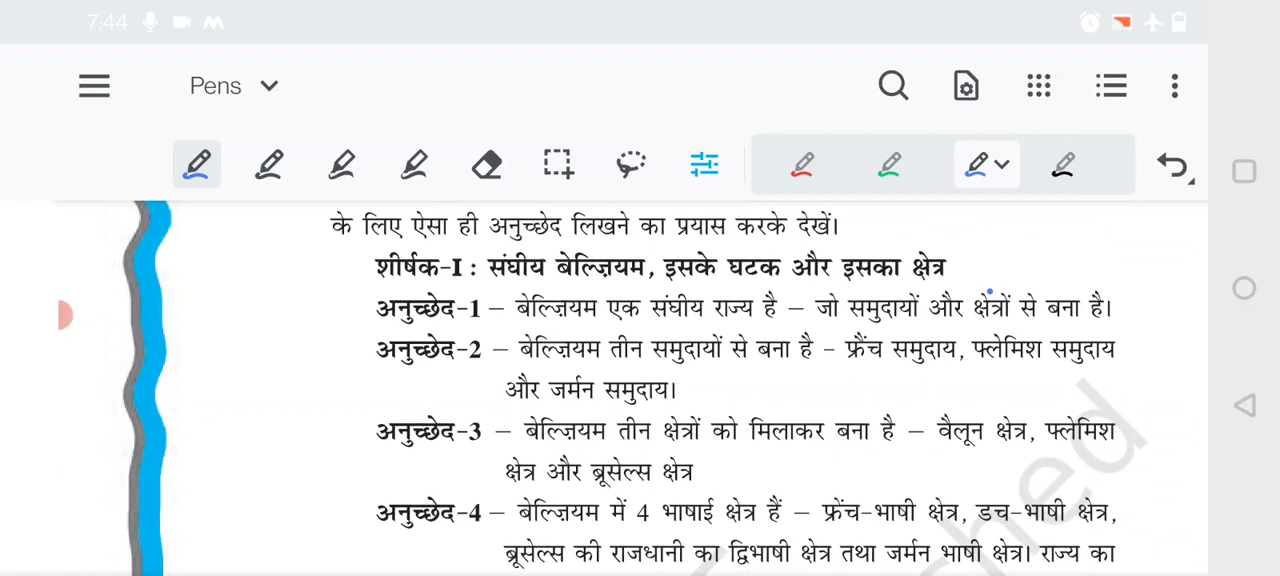 7:44
Pens
के लिए ऐसा ही अनुच्छेद लिखने का प्रयास करके देखें।
शीर्षक-I : संघीय बेल्ज़ियम, इसके घटक और इसका क्षेत्र
अनुच्छेद-1 – बेल्ज़ियम एक संघीय राज्य है – जो समुदायों और क्षेत्रों से बना है।
अनुच्छेद-2 – बेल्ज़ियम तीन समुदायों से बना है - फ्रैंच समुदाय, फ्लेमिश समुदाय
और जर्मन समुदाय।
अनुच्छेद-3 – बेल्ज़ियम तीन क्षेत्रों को मिलाकर बना है – वैलून क्षेत्र, फ्लेमिश
क्षेत्र और ब्रूसेल्स क्षेत्र
अनुच्छेद-4 – बेल्ज़ियम में 4 भाषाई क्षेत्र हैं – फ्रेंच-भाषी क्षेत्र, डच-भाषी क्षेत्र,
ब्रूसेल्स की राजधानी का द्विभाषी क्षेत्र तथा जर्मन भाषी क्षेत्र। राज्य का